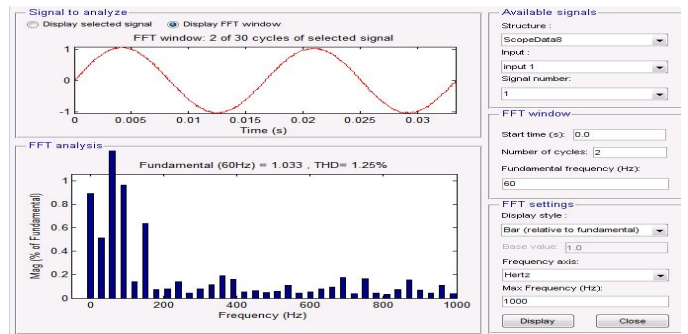 Signal to analyze
Display selected signal Display FFT window
FFT window: 2 of 30 cycles of selected signal
1
0
-1
0 0.005 0.01 0.015 0.02 0.025 0.03
Time (s)
FFT analysis
Fundamental (60Hz) = 1.033 , THD= 1.25%
Mag (% of Fundamental)
1
0.8
0.6
0.4
0.2
0
0 200 400 600 800 1000
Frequency (Hz)
Available signals
Structure :
ScopeData8
Input :
input 1
Signal number:
1
FFT window
Start time (s): 0.0
Number of cycles: 2
Fundamental frequency (Hz):
60
FFT settings
Display style :
Bar (relative to fundamental)
Base value: 1.0
Frequency axis:
Hertz
Max Frequency (Hz):
1000
Display Close